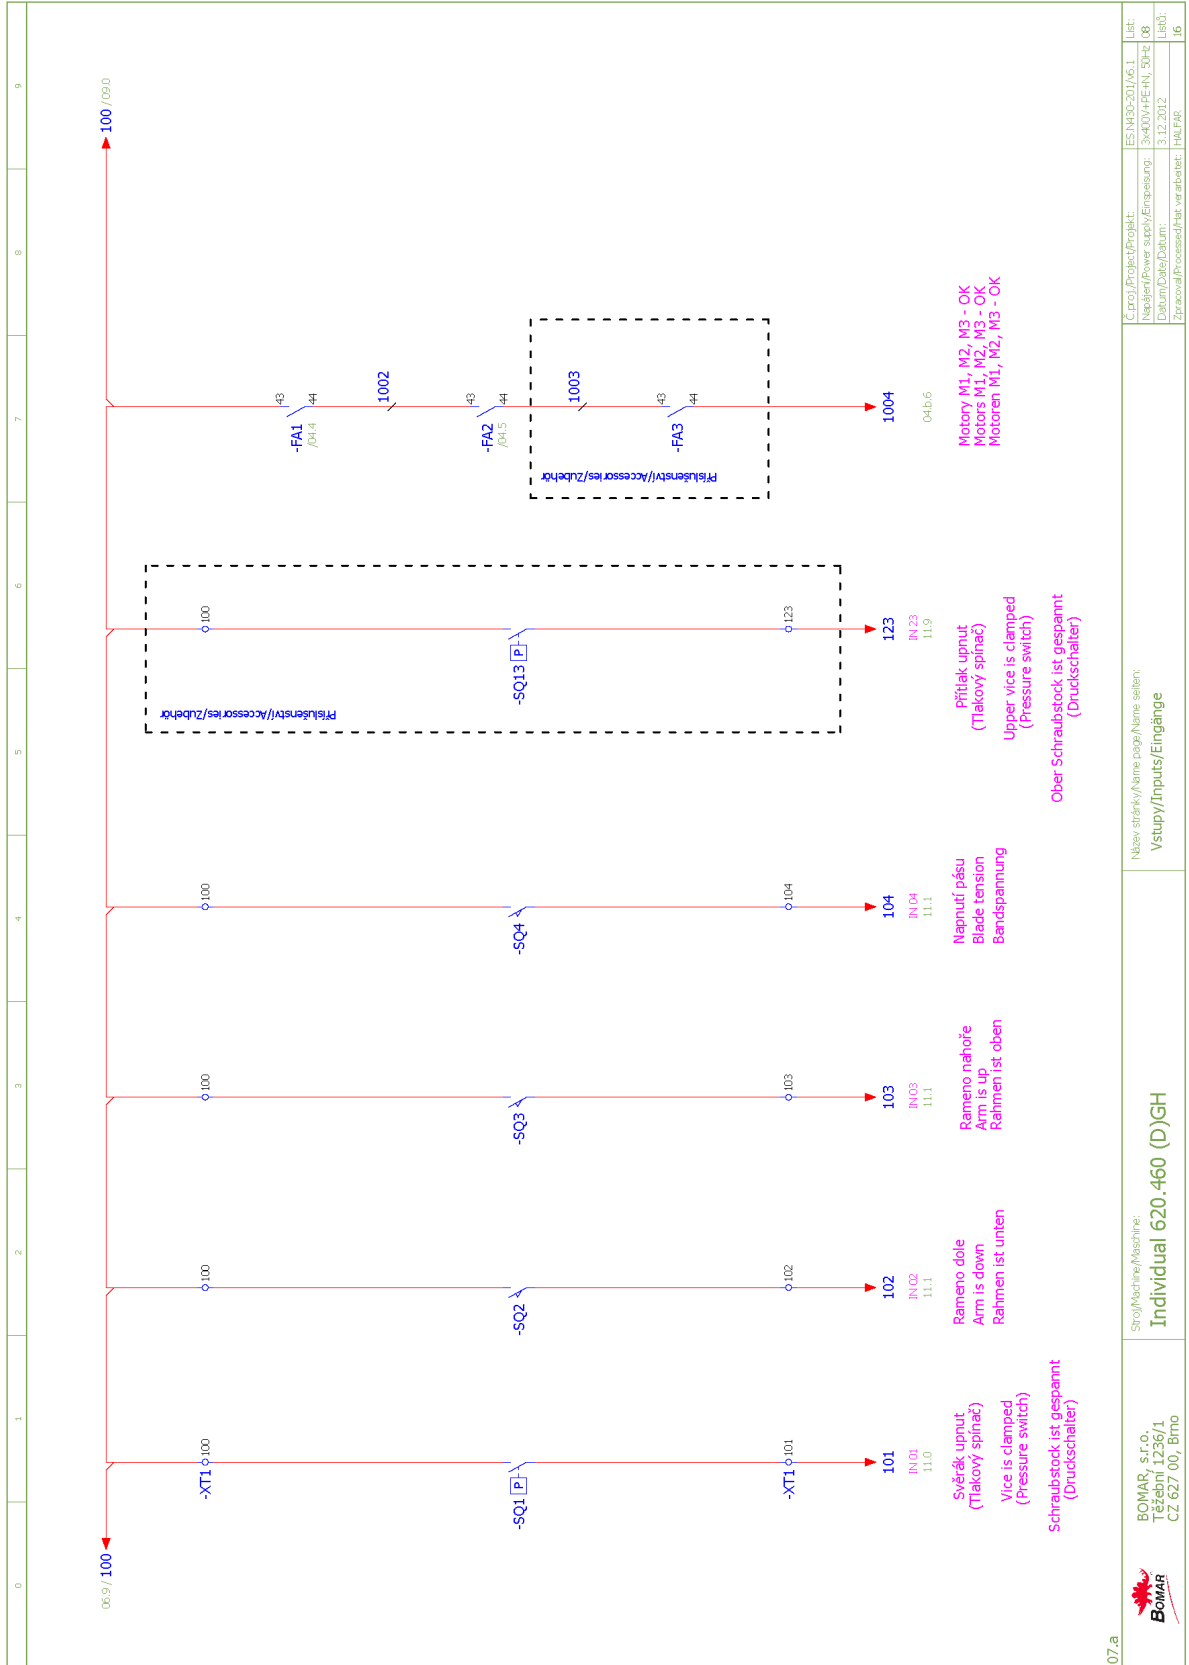 0
1
2
3
4
5
6
7
8
9
06.9 / 100
100 / 09.0
-XT1
100
100
100
100
100
-SQ1
P
-SQ2
-SQ3
-SQ4
-SQ13
P
Příslušenství/Accessories/Zubehör
-FA1
/04.4
43
44
1002
-FA2
/04.5
43
44
1003
-FA3
43
44
Příslušenství/Accessories/Zubehör
-XT1
101
102
103
104
123
101
IN 01
11.0
Svěrák upnut
(Tlakový spínač)
Vice is clamped
(Pressure switch)
Schraubstock ist gespannt
(Druckschalter)
102
IN 02
11.1
Rameno dole
Arm is down
Rahmen ist unten
103
IN 03
11.1
Rameno nahoře
Arm is up
Rahmen ist oben
104
IN 04
11.1
Napnutí pásu
Blade tension
Bandspannung
123
IN 23
11.9
Přítlak upnut
(Tlakový spínač)
Upper vice is clamped
(Pressure switch)
Ober Schraubstock ist gespannt
(Druckschalter)
1004
04.b.6
Motory M1, M2, M3 - OK
Motors M1, M2, M3 - OK
Motoren M1, M2, M3 - OK
07.a
BOMAR
BOMAR, s.r.o.
Těžební 1236/1
CZ 627 00, Brno
Stroj/Machine/Maschine:
Individual 620.460 (D)GH
Název stránky/Name page/Name seiten:
Vstupy/Inputs/Eingänge
Č.proj./Project/Projekt:
ES.N430-201/v6.1
Napájení/Power supply/Einspeisung:
3x400V+PE+N, 50Hz
Datum/Date/Datum:
3.12.2012
Zpracoval/Processed/Hat verarbeitet:
HALFAR
List:
08
Listů:
16